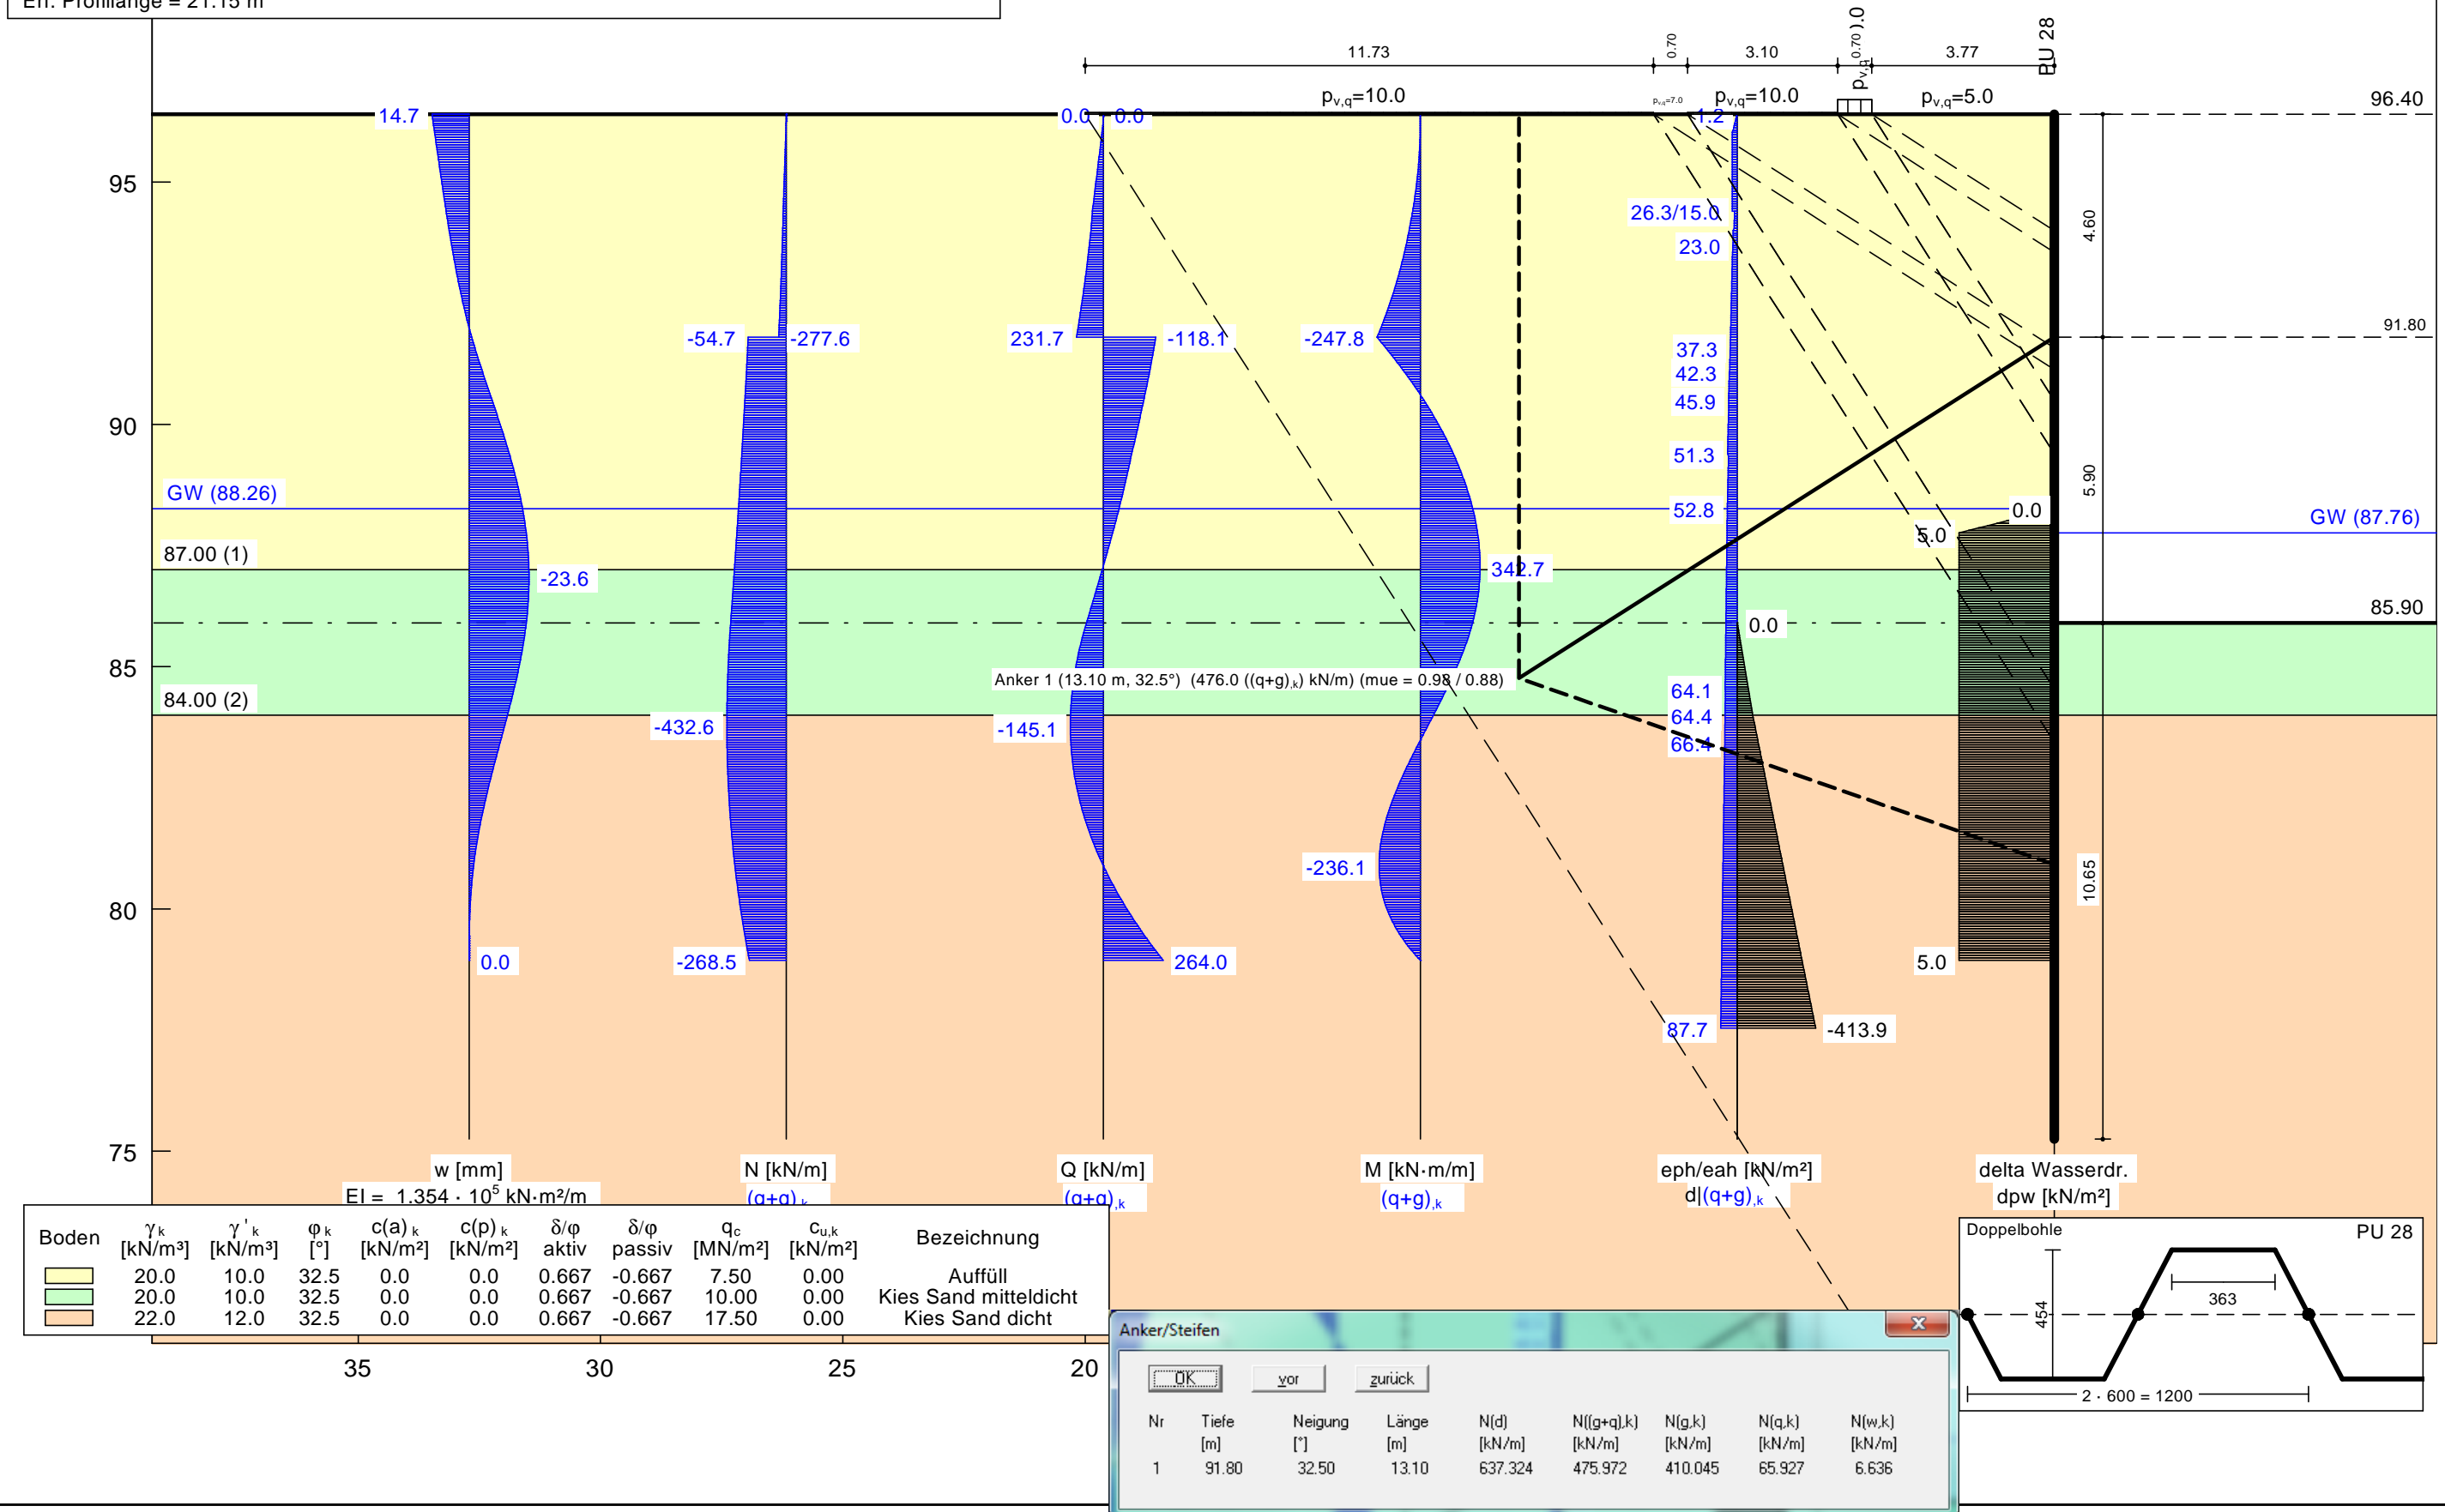 Erf. Profillänge = 21.15 m
PU 28
11.73
0.70
3.10
0.70
3.77
pv,q=10.0
pv,q=7.0
pv,q=10.0
pv,q
).0
pv,q=5.0
96.40
14.7
0.0
0.0
1.2
95
26.3/15.0
23.0
4.60
91.80
-54.7
-277.6
231.7
-118.1
-247.8
37.3
42.3
45.9
90
51.3
5.90
GW (88.26)
52.8
0.0
GW (87.76)
5.0
87.00 (1)
-23.6
342.7
85.90
0.0
85
Anker 1 (13.10 m, 32.5°) (476.0 ((q+g),k) kN/m) (mue = 0.98 / 0.88)
84.00 (2)
64.1
64.4
66.4
-432.6
-145.1
-236.1
10.65
80
0.0
-268.5
264.0
5.0
87.7
-413.9
75
w [mm]
N [kN/m]
Q [kN/m]
M [kN·m/m]
eph/eah [kN/m²]
delta Wasserdr.
EI = 1.354 · 10⁵ kN·m²/m
(q+g),k
(q+g),k
(q+g),k
d|(q+g),k
dpw [kN/m²]
Boden γk γ'k φk c(a)k c(p)k δ/φ δ/φ qc cu,k Bezeichnung
[kN/m³] [kN/m³] [°] [kN/m²] [kN/m²] aktiv passiv [MN/m²] [kN/m²]
20.0 10.0 32.5 0.0 0.0 0.667 -0.667 7.50 0.00 Auffüll
20.0 10.0 32.5 0.0 0.0 0.667 -0.667 10.00 0.00 Kies Sand mitteldicht
22.0 12.0 32.5 0.0 0.0 0.667 -0.667 17.50 0.00 Kies Sand dicht
35
30
25
20
Doppelbohle
PU 28
454
363
2 · 600 = 1200
Anker/Steifen
OK
vor
zurück
Nr Tiefe Neigung Länge N(d) N((g+q),k) N(g,k) N(q,k) N(w,k)
[m] [°] [m] [kN/m] [kN/m] [kN/m] [kN/m] [kN/m]
1 91.80 32.50 13.10 637.324 475.972 410.045 65.927 6.636